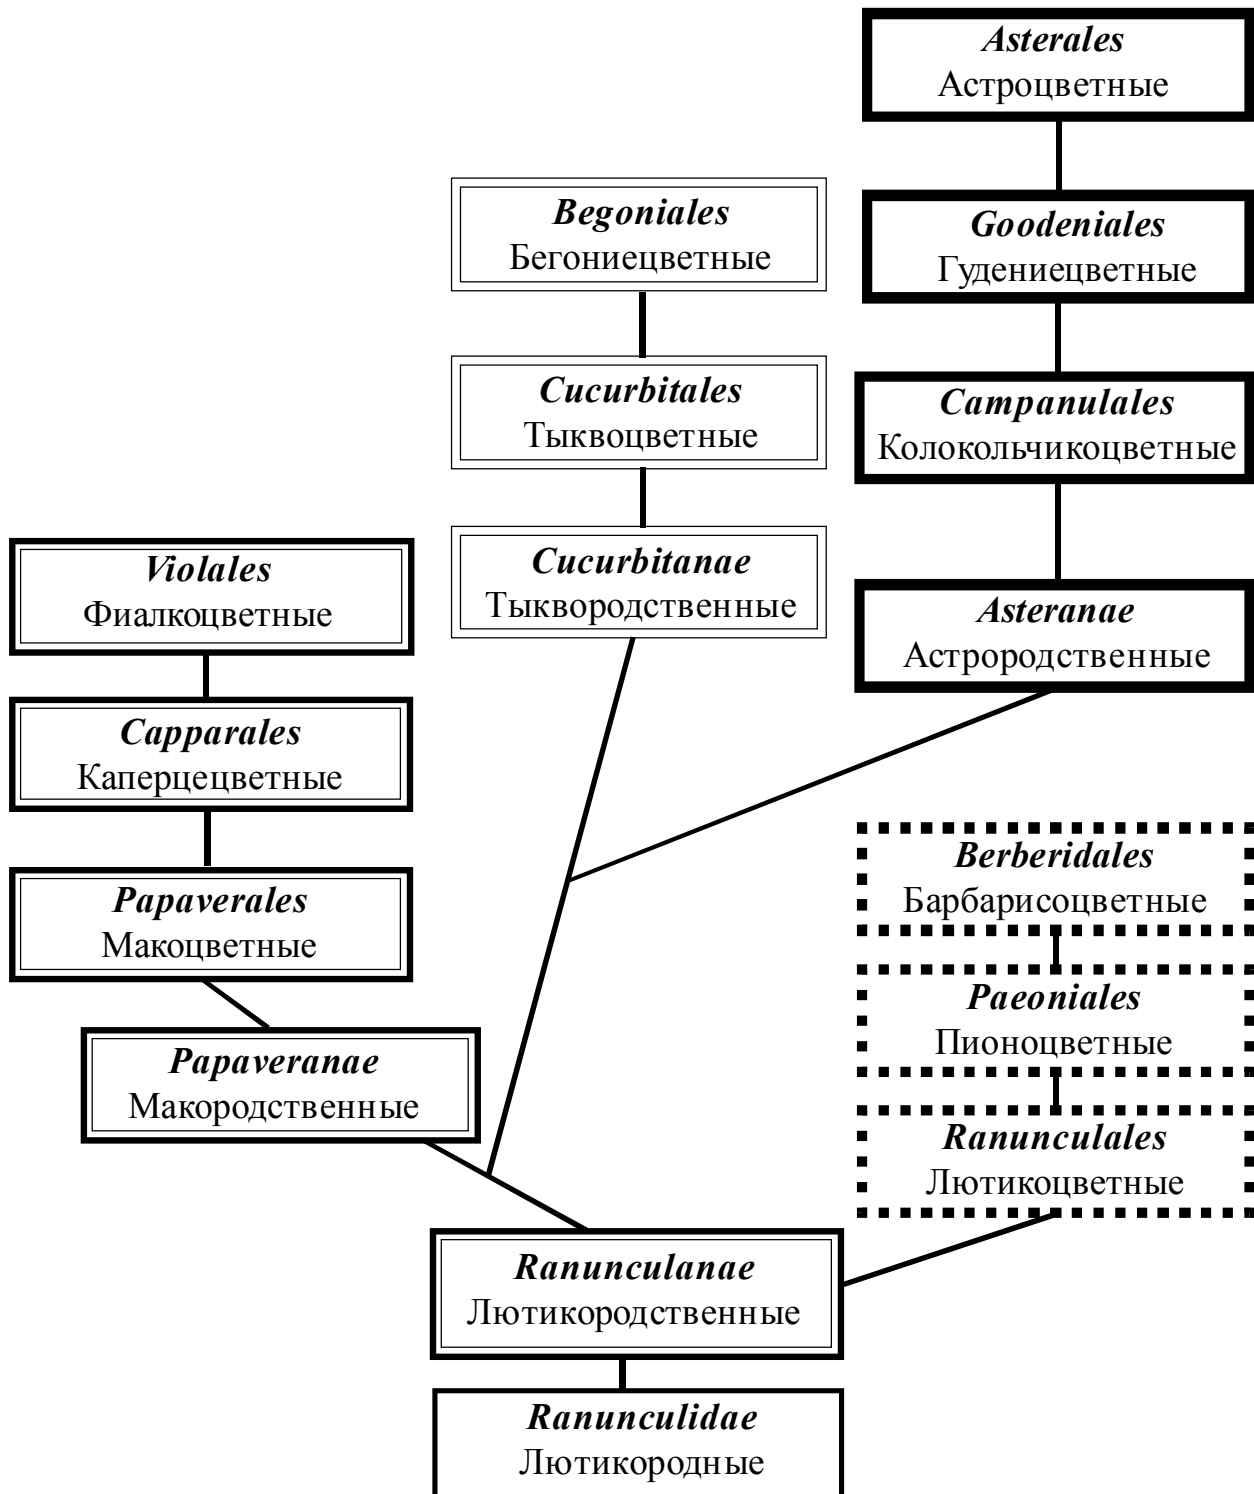 Asterales
Астроцветные
Begoniales
Бегониецветные
Goodeniales
Гудениецветные
Cucurbitales
Тыквоцветные
Campanulales
Колокольчикоцветные
Violales
Фиалкоцветные
Cucurbitanae
Тыквородственные
Asteranae
Астрородственные
Capparales
Каперцецветные
Papaverales
Макоцветные
Berberidales
Барбарисоцветные
Paeoniales
Пионоцветные
Papaveranae
Макородственные
Ranunculales
Лютикоцветные
Ranunculanae
Лютикородственные
Ranunculidae
Лютикородные